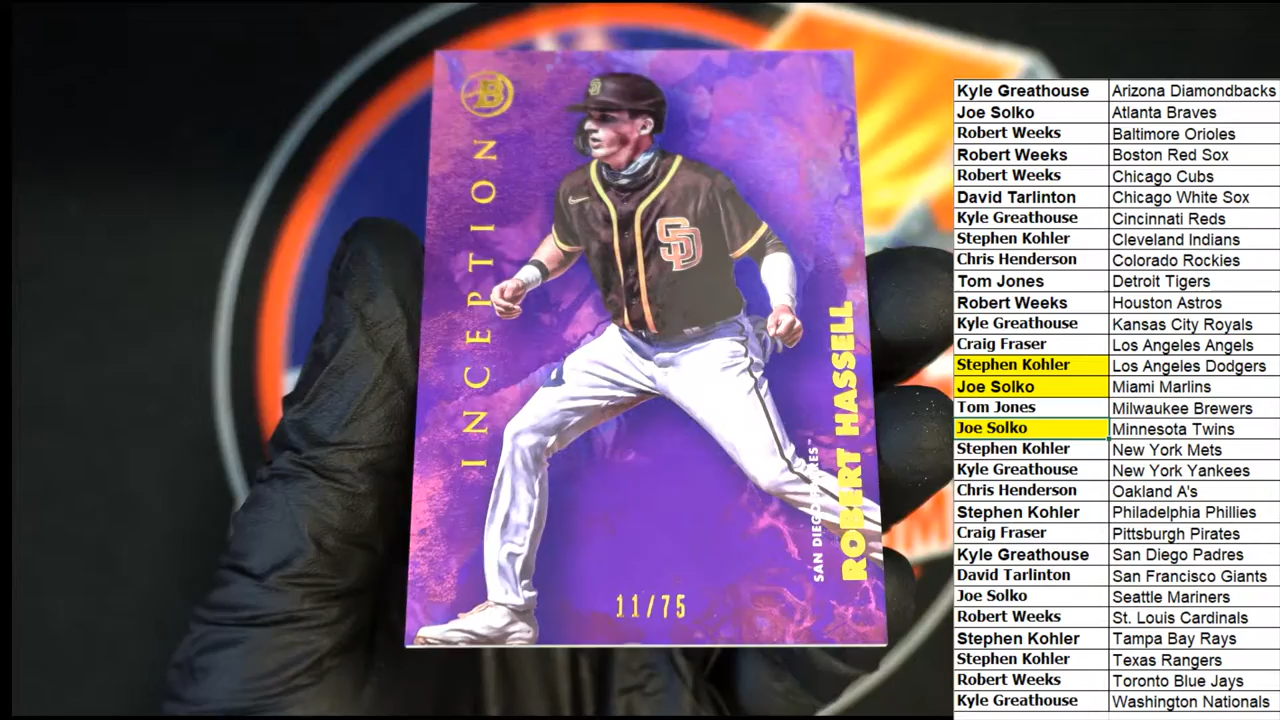 B
INCEPTION
SD
SD
SAN DIEGO PADRES™
ROBERT HASSELL
11/75
Kyle Greathouse Arizona Diamondbacks
Joe Solko Atlanta Braves
Robert Weeks Baltimore Orioles
Robert Weeks Boston Red Sox
Robert Weeks Chicago Cubs
David Tarlinton Chicago White Sox
Kyle Greathouse Cincinnati Reds
Stephen Kohler Cleveland Indians
Chris Henderson Colorado Rockies
Tom Jones Detroit Tigers
Robert Weeks Houston Astros
Kyle Greathouse Kansas City Royals
Craig Fraser Los Angeles Angels
Stephen Kohler Los Angeles Dodgers
Joe Solko Miami Marlins
Tom Jones Milwaukee Brewers
Joe Solko Minnesota Twins
Stephen Kohler New York Mets
Kyle Greathouse New York Yankees
Chris Henderson Oakland A's
Stephen Kohler Philadelphia Phillies
Craig Fraser Pittsburgh Pirates
Kyle Greathouse San Diego Padres
David Tarlinton San Francisco Giants
Joe Solko Seattle Mariners
Robert Weeks St. Louis Cardinals
Stephen Kohler Tampa Bay Rays
Stephen Kohler Texas Rangers
Robert Weeks Toronto Blue Jays
Kyle Greathouse Washington Nationals